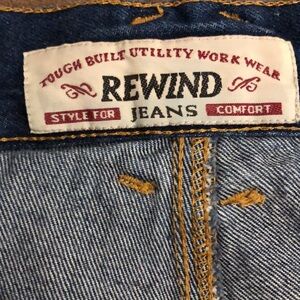 TOUGH BUILT UTILITY WORK WEAR
REWIND
STYLE FOR JEANS COMFORT